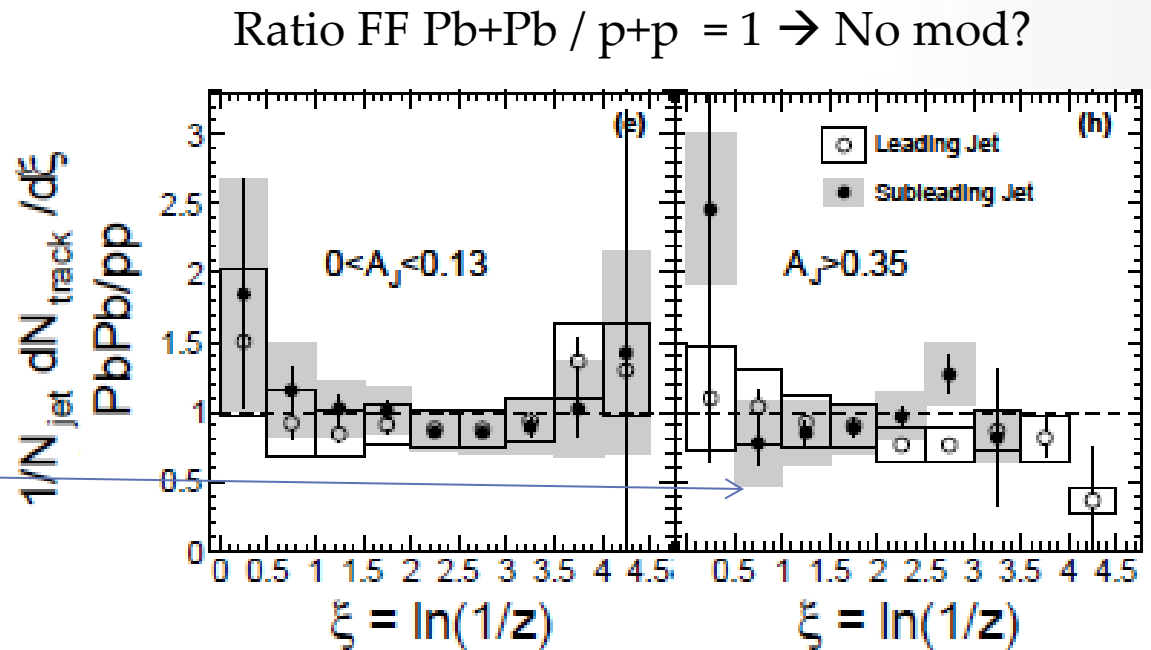 Ratio FF Pb+Pb / p+p = 1 → No mod?
1/N jet dN track /dξ
PbPb/pp
3
2.5
2
1.5
1
0.5
0
(e)
0<A_J<0.13
0 0.5 1 1.5 2 2.5 3 3.5 4 4.5
ξ = ln(1/z)
(h)
Leading Jet
Subleading Jet
A_J>0.35
0.5 1 1.5 2 2.5 3 3.5 4 4.5
ξ = ln(1/z)